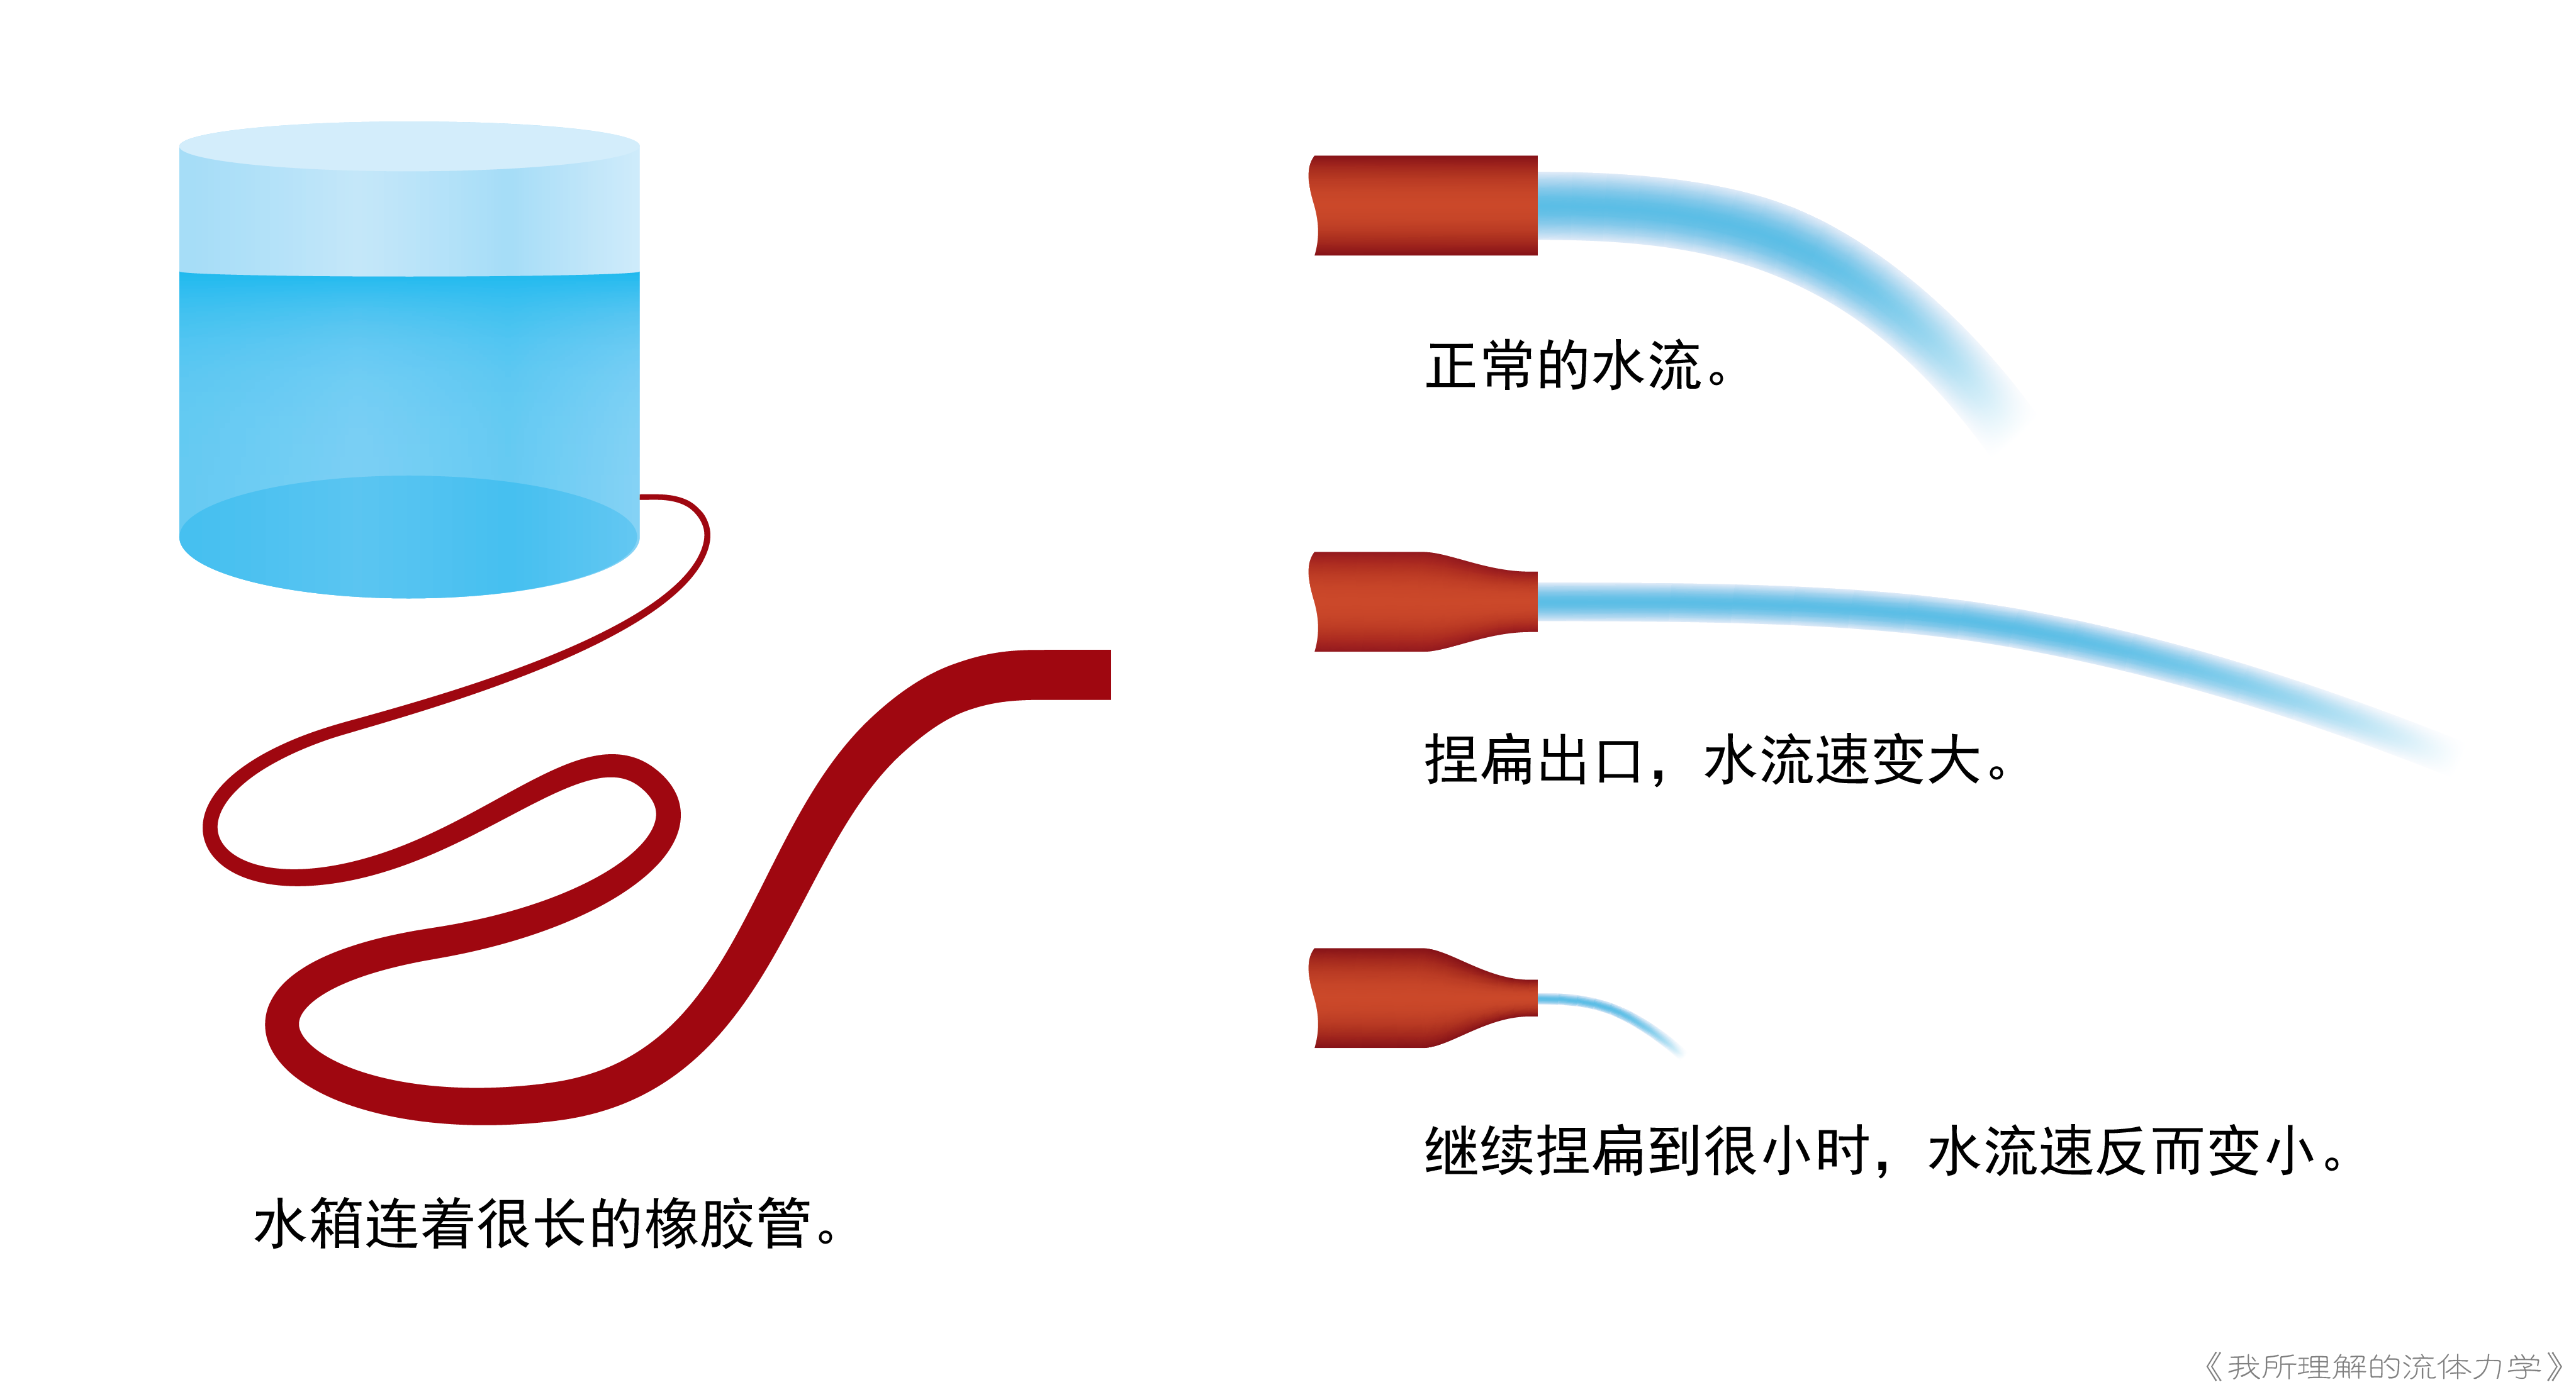 正常的水流。
捏扁出口，水流速变大。
继续捏扁到很小时，水流速反而变小。
水箱连着很长的橡胶管。
《我所理解的流体力学》